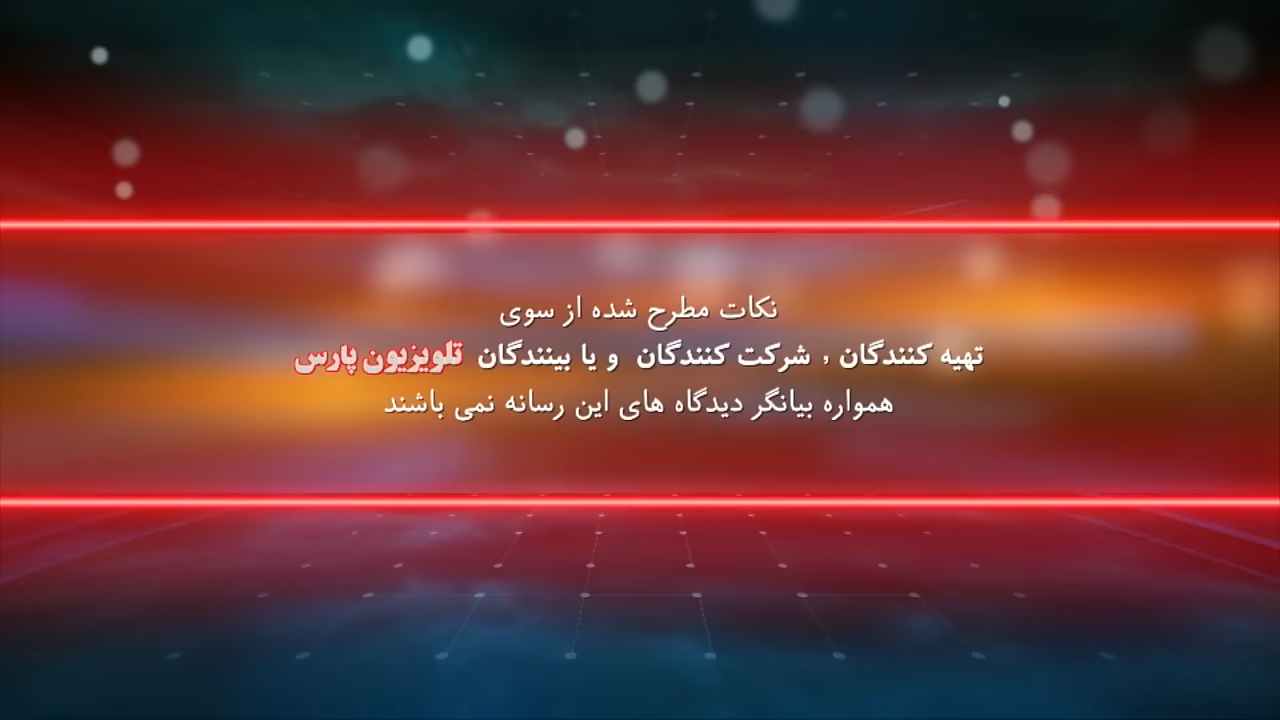 نکات مطرح شده از سوی
تهیه کنندگان , شرکت کنندگان و یا بینندگان تلویزیون پارس
همواره بیانگر دیدگاه های این رسانه نمی باشند